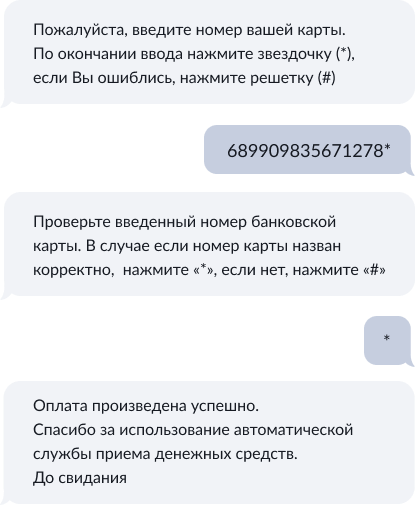 Пожалуйста, введите номер вашей карты.
По окончании ввода нажмите звездочку (*),
если Вы ошиблись, нажмите решетку (#)
689909835671278*
Проверьте введенный номер банковской
карты. В случае если номер карты назван
корректно, нажмите «*», если нет, нажмите «#»
*
Оплата произведена успешно.
Спасибо за использование автоматической
службы приема денежных средств.
До свидания